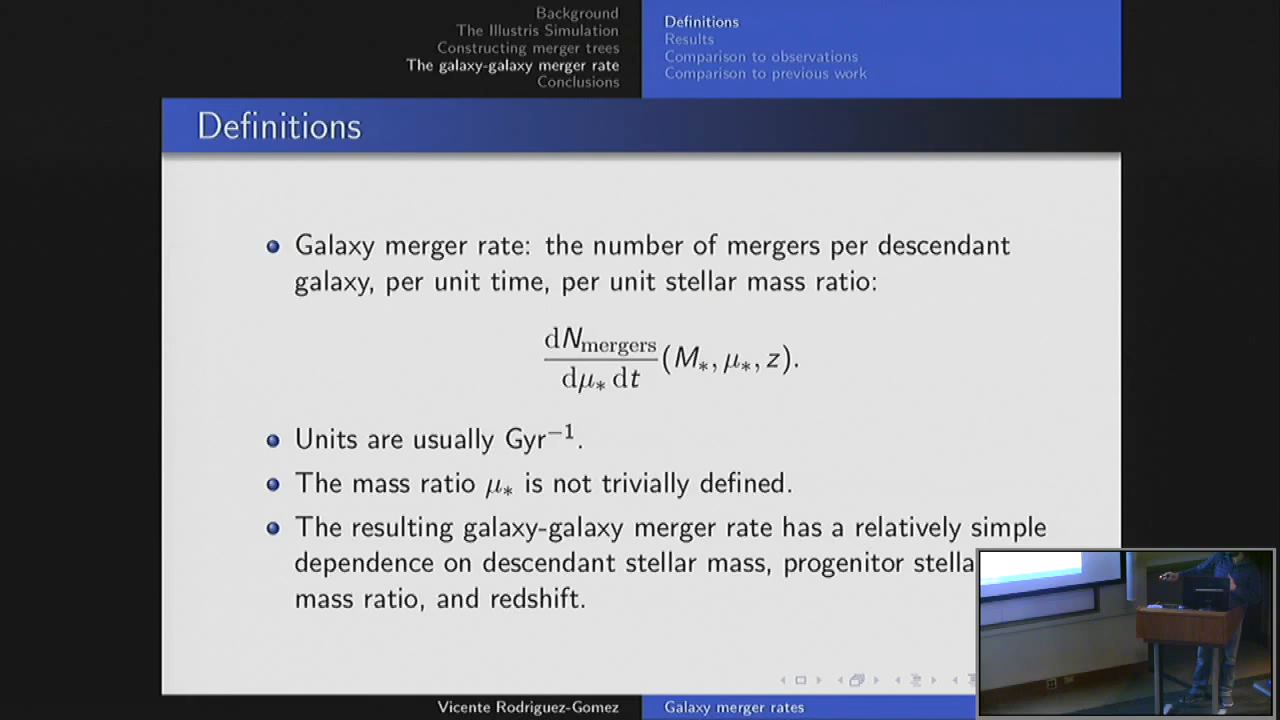 Background
The Illustris Simulation
Constructing merger trees
The galaxy-galaxy merger rate
Conclusions
Definitions
Results
Comparison to observations
Comparison to previous work
Definitions
Galaxy merger rate: the number of mergers per descendant
galaxy, per unit time, per unit stellar mass ratio:
dN_mergers / dμ_* dt (M_*, μ_*, z).
Units are usually Gyr⁻¹.
The mass ratio μ_* is not trivially defined.
The resulting galaxy-galaxy merger rate has a relatively simple
dependence on descendant stellar mass, progenitor stella
mass ratio, and redshift.
Vicente Rodriguez-Gomez
Galaxy merger rates